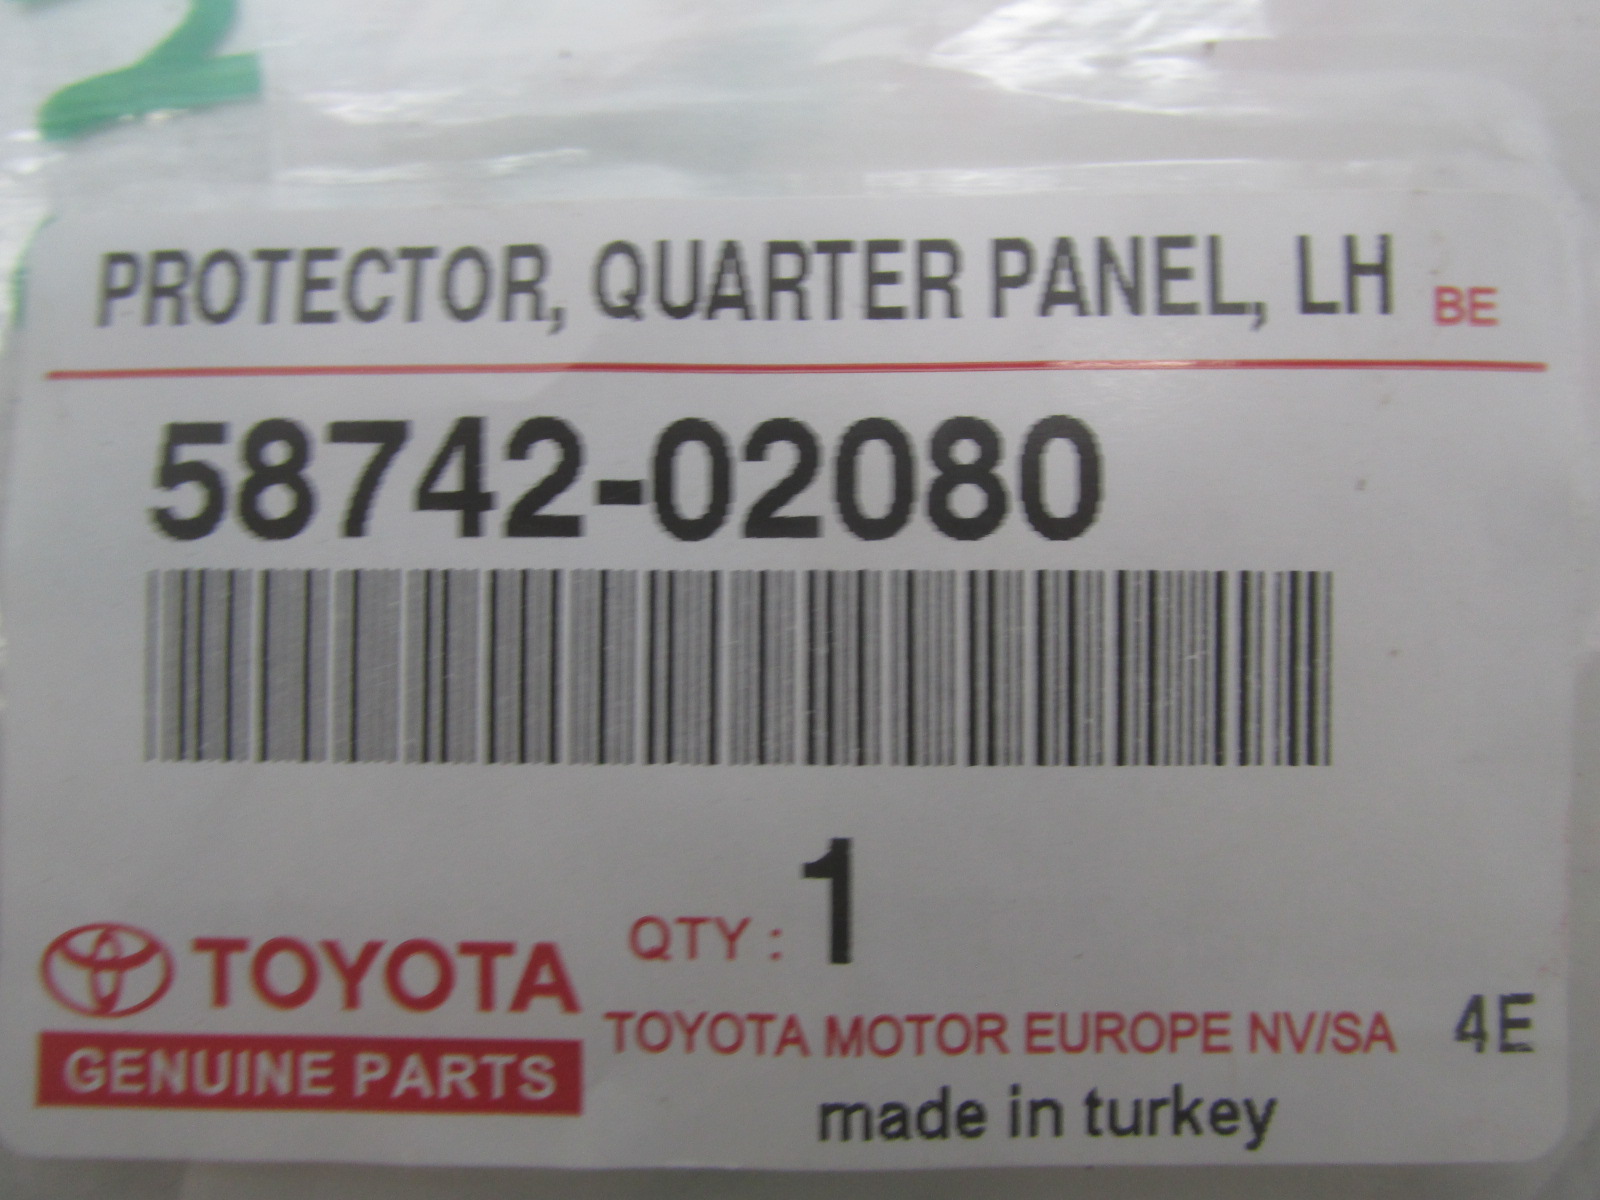 2
PROTECTOR, QUARTER PANEL, LH BE
58742-02080
QTY : 1
TOYOTA
GENUINE PARTS
TOYOTA MOTOR EUROPE NV/SA 4E
made in turkey